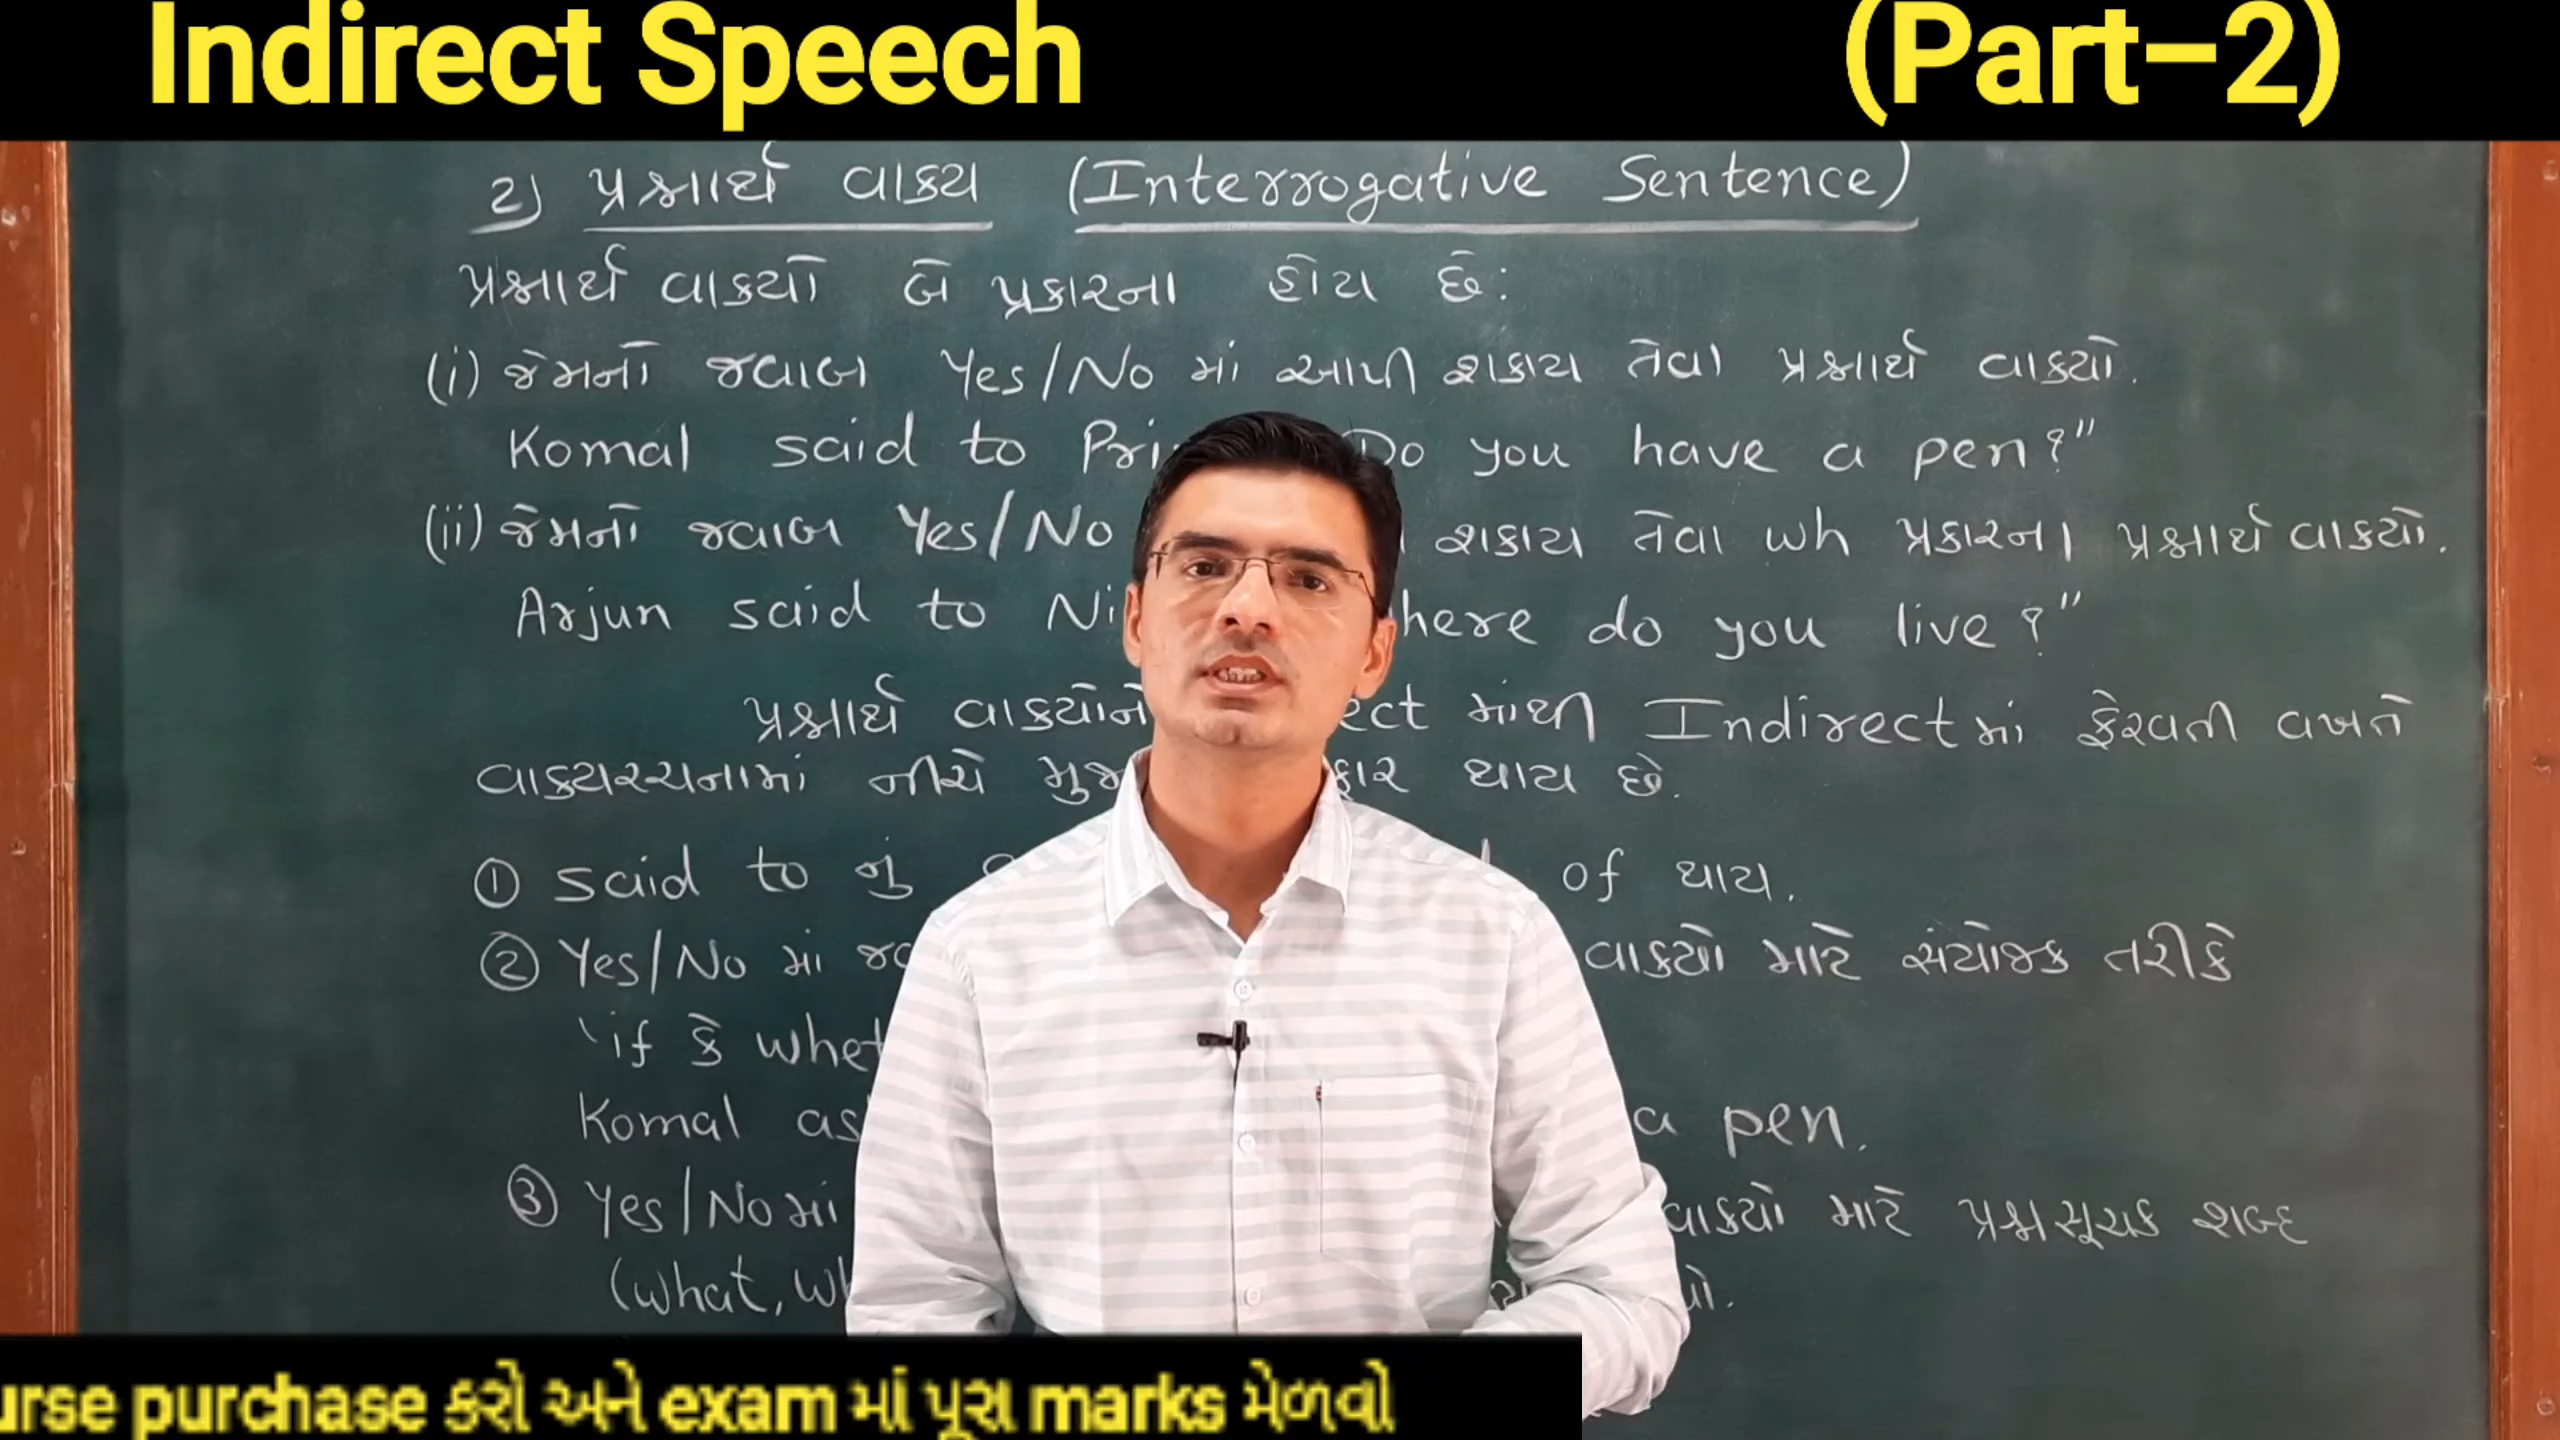 Indirect Speech (Part–2)
2) પ્રશ્નાર્થ વાક્ય (Interrogative Sentence)
પ્રશ્નાર્થ વાક્યો બે પ્રકારના હોય છે:
(i) જેમનો જવાબ Yes/No માં આપી શકાય તેવા પ્રશ્નાર્થ વાક્યો.
Komal said to Do you have a pen?"
(ii) જેમનો જવાબ Yes/No શકાય તેવા wh પ્રકારના પ્રશ્નાર્થ વાક્યો.
Arjun said to here do you live?"
પ્રશ્નાર્થ વાક્યોને ect માંથી Indirect માં ફેરવતી વખતે
વાક્યરચનામાં નીચે ફાર થાય છે.
① said to નું of થાય.
② Yes/No માં વાક્યો માટે સંયોજક તરીકે
'if કે whet
Komal as a pen.
③ Yes/No માં વાક્યો માટે પ્રશ્નસૂચક શબ્દ
(what, wh
urse purchase કરો અને exam માં પૂરા marks મેળવો